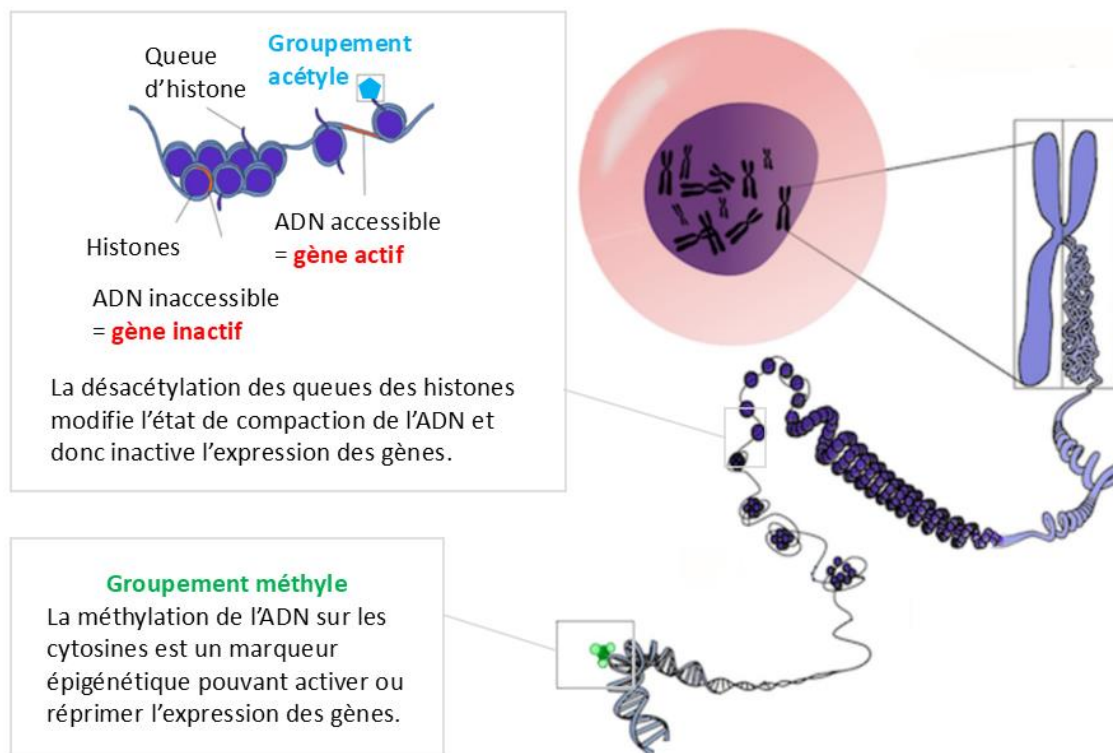 Queue
d’histone
Groupement
acétyle
Histones
ADN accessible
= gène actif
ADN inaccessible
= gène inactif
La désacétylation des queues des histones
modifie l’état de compaction de l’ADN et
donc inactive l’expression des gènes.
Groupement méthyle
La méthylation de l’ADN sur les
cytosines est un marqueur
épigénétique pouvant activer ou
réprimer l’expression des gènes.